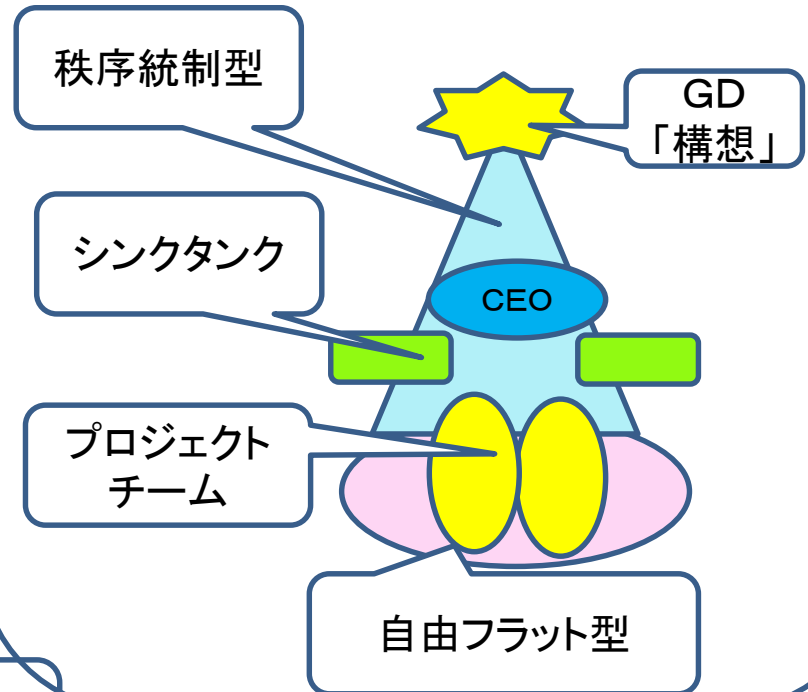 秩序統制型
GD
「構想」
シンクタンク
CEO
プロジェクト
チーム
自由フラット型